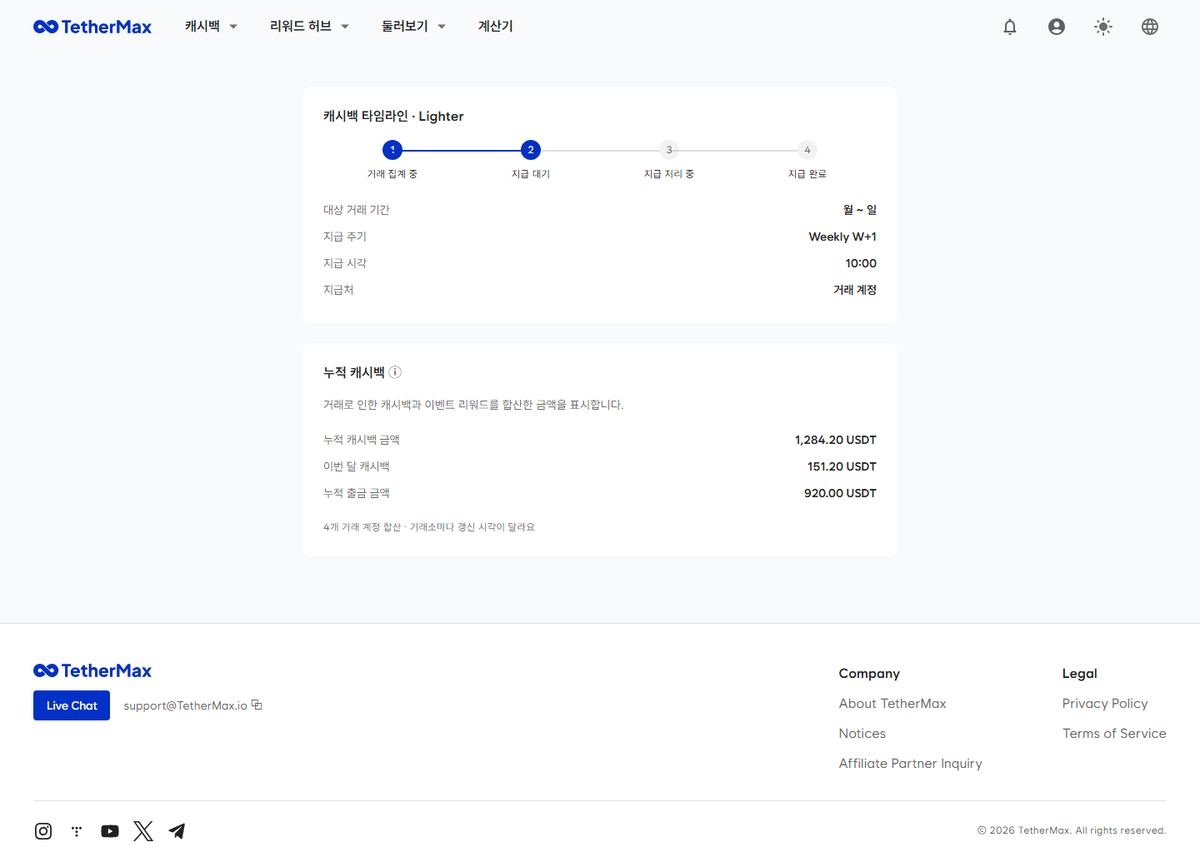 TetherMax 캐시백 리워드 허브 둘러보기 계산기
캐시백 타임라인 · Lighter
1 2 3 4
거래 집계 중 지급 대기 지급 처리 중 지급 완료
대상 거래 기간 월 ~ 일
지급 주기 Weekly W+1
지급 시각 10:00
지급처 거래 계정
누적 캐시백
거래로 인한 캐시백과 이벤트 리워드를 합산한 금액을 표시합니다.
누적 캐시백 금액 1,284.20 USDT
이번 달 캐시백 151.20 USDT
누적 출금 금액 920.00 USDT
4개 거래 계정 합산 · 거래소마다 갱신 시각이 달라요
TetherMax
Live Chat support@TetherMax.io
Company
About TetherMax
Notices
Affiliate Partner Inquiry
Legal
Privacy Policy
Terms of Service
© 2026 TetherMax. All rights reserved.